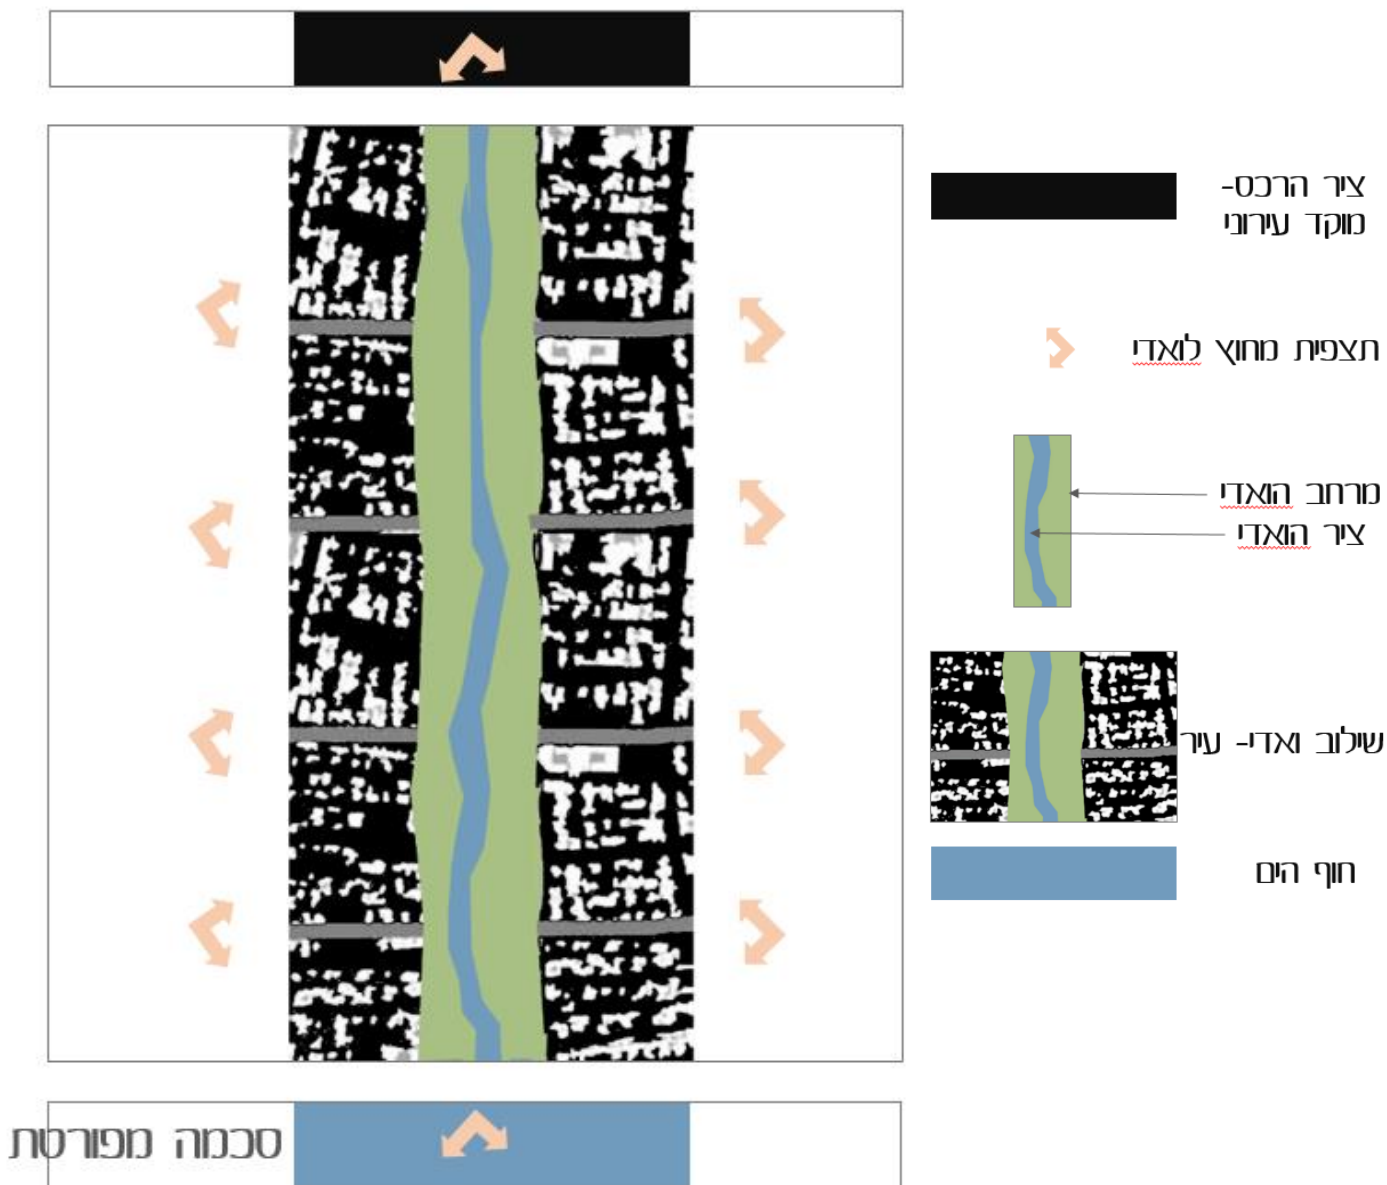 ציר הרכס-
מוקד עירוני
תצפית מחוץ לואדי
מרחב הואדי
ציר הואדי
שילוב ואדי- עיר
חוף הים
סכמה מפורטת